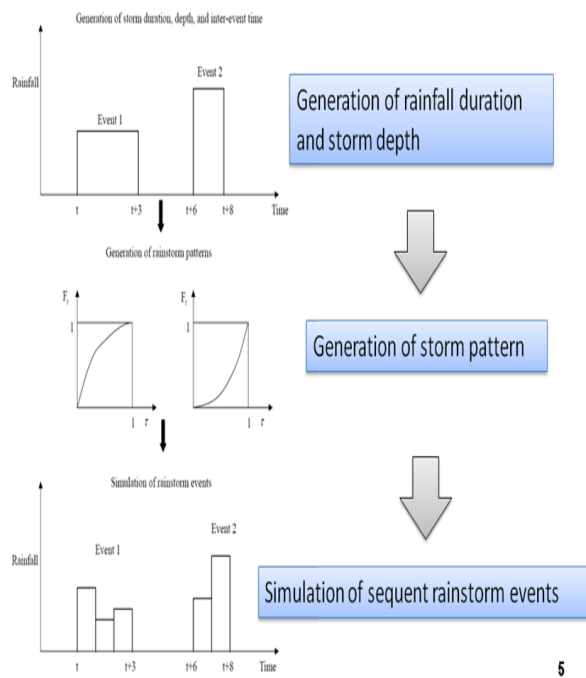 Generation of storm duration, depth, and inter-event time
Rainfall
Event 1
Event 2
t
t+3
t+6
t+8
Time
Generation of rainfall duration
and storm depth
Generation of rainstorm patterns
Fτ
1
1
τ
Fτ
1
1
τ
Generation of storm pattern
Simulation of rainstorm events
Rainfall
Event 1
Event 2
t
t+3
t+6
t+8
Time
Simulation of sequent rainstorm events
5